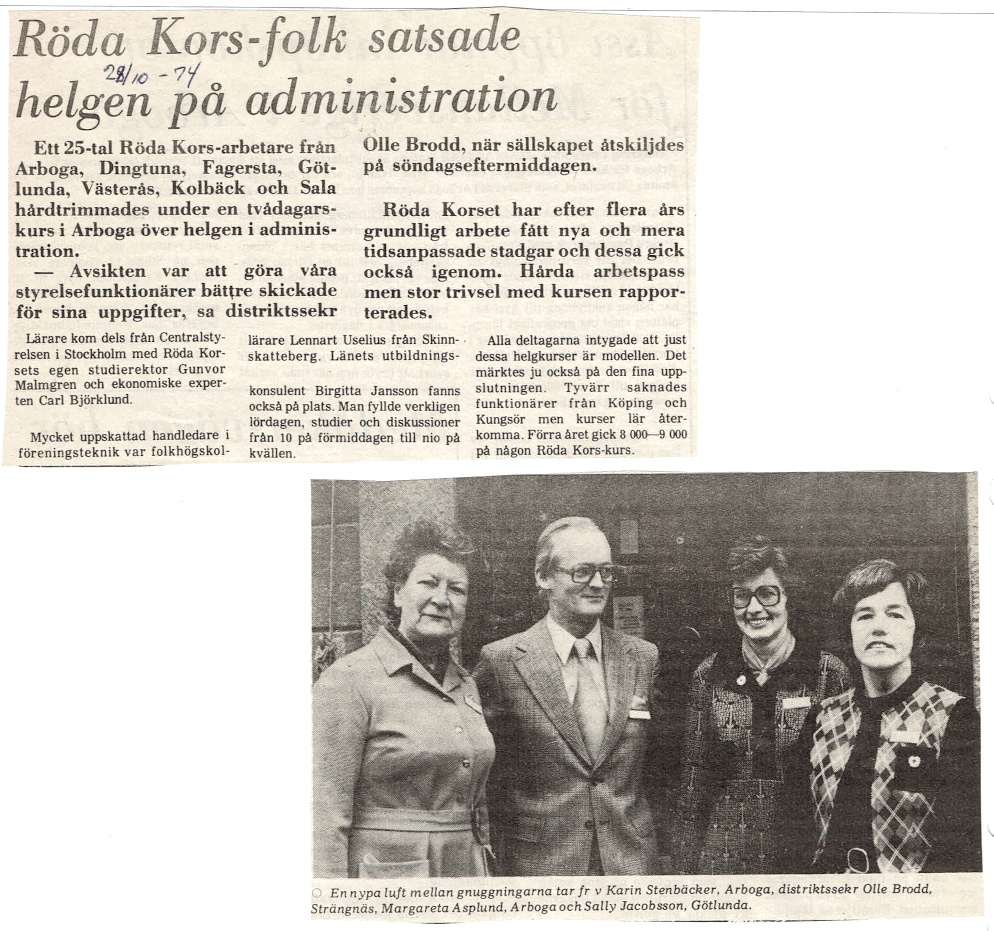 Röda Kors-folk satsade
28/10 - 74
helgen på administration
Ett 25-tal Röda Kors-arbetare från
Arboga, Dingtuna, Fagersta, Göt-
lunda, Västerås, Kolbäck och Sala
hårdtrimmades under en tvådagars-
kurs i Arboga över helgen i adminis-
tration.
— Avsikten var att göra våra
styrelsefunktionärer bättre skickade
för sina uppgifter, sa distriktssekr
Olle Brodd, när sällskapet åtskiljdes
på söndagseftermiddagen.
Röda Korset har efter flera års
grundligt arbete fått nya och mera
tidsanpassade stadgar och dessa gick
också igenom. Hårda arbetspass
men stor trivsel med kursen rappor-
terades.
Lärare kom dels från Centralsty-
relsen i Stockholm med Röda Kor-
sets egen studierektor Gunvor
Malmgren och ekonomiske exper-
ten Carl Björklund.
Mycket uppskattad handledare i
föreningsteknik var folkhögskol-
lärare Lennart Uselius från Skinn-
skatteberg. Länets utbildnings-
konsulent Birgitta Jansson fanns
också på plats. Man fyllde verkligen
lördagen, studier och diskussioner
från 10 på förmiddagen till nio på
kvällen.
Alla deltagarna intygade att just
dessa helgkurser är modellen. Det
märktes ju också på den fina upp-
slutningen. Tyvärr saknades
funktionärer från Köping och
Kungsör men kurser lär åter-
komma. Förra året gick 8 000—9 000
på någon Röda Kors-kurs.
○ En nypa luft mellan gnuggningarna tar fr v Karin Stenbäcker, Arboga, distriktssekr Olle Brodd,
Strängnäs, Margareta Asplund, Arboga och Sally Jacobsson, Götlunda.